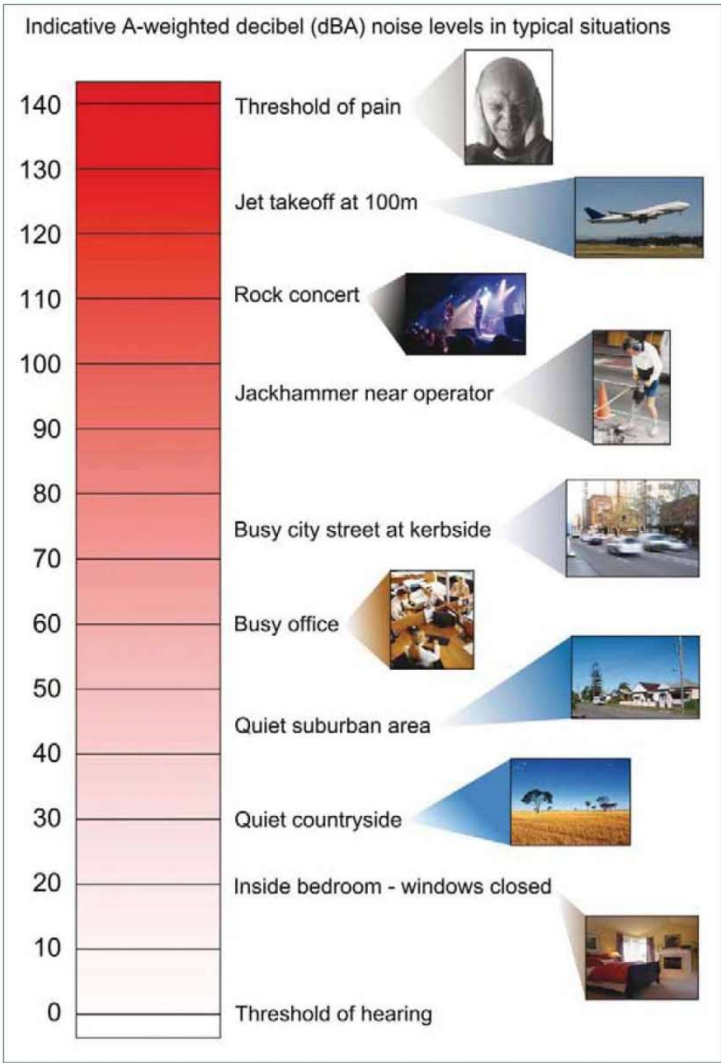 Indicative A-weighted decibel (dBA) noise levels in typical situations
140
Threshold of pain
130
Jet takeoff at 100m
120
110
Rock concert
100
Jackhammer near operator
90
80
Busy city street at kerbside
70
60
Busy office
50
Quiet suburban area
40
30
Quiet countryside
20
Inside bedroom - windows closed
10
0
Threshold of hearing